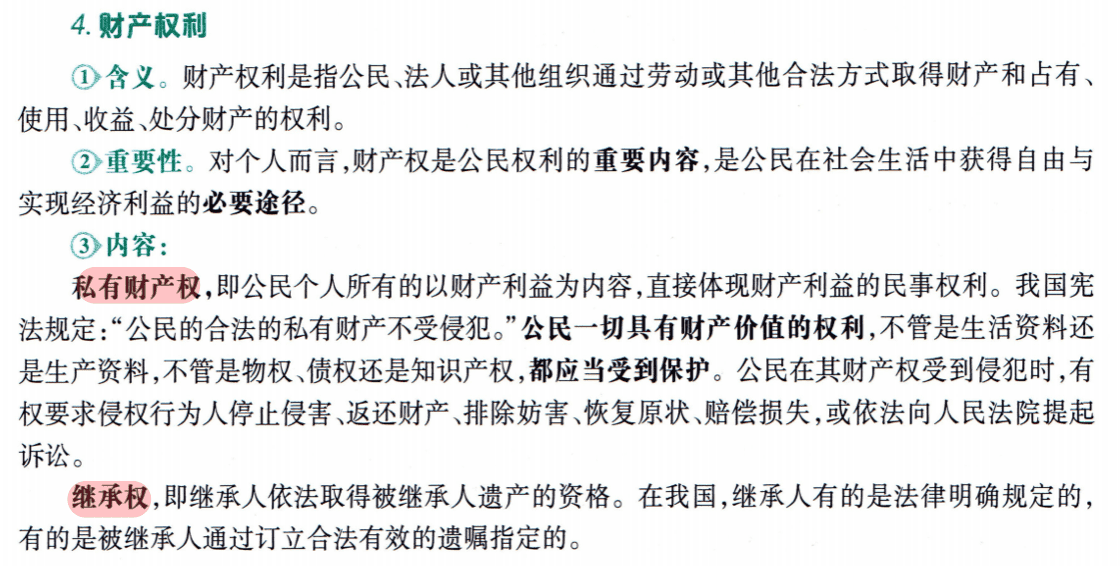 4. 财产权利
①含义。财产权利是指公民、法人或其他组织通过劳动或其他合法方式取得财产和占有、
使用、收益、处分财产的权利。
②重要性。对个人而言,财产权是公民权利的重要内容,是公民在社会生活中获得自由与
实现经济利益的必要途径。
③内容:
私有财产权,即公民个人所有的以财产利益为内容,直接体现财产利益的民事权利。我国宪
法规定:“公民的合法的私有财产不受侵犯。”公民一切具有财产价值的权利,不管是生活资料还
是生产资料,不管是物权、债权还是知识产权,都应当受到保护。公民在其财产权受到侵犯时,有
权要求侵权行为人停止侵害、返还财产、排除妨害、恢复原状、赔偿损失,或依法向人民法院提起
诉讼。
继承权,即继承人依法取得被继承人遗产的资格。在我国,继承人有的是法律明确规定的,
有的是被继承人通过订立合法有效的遗嘱指定的。